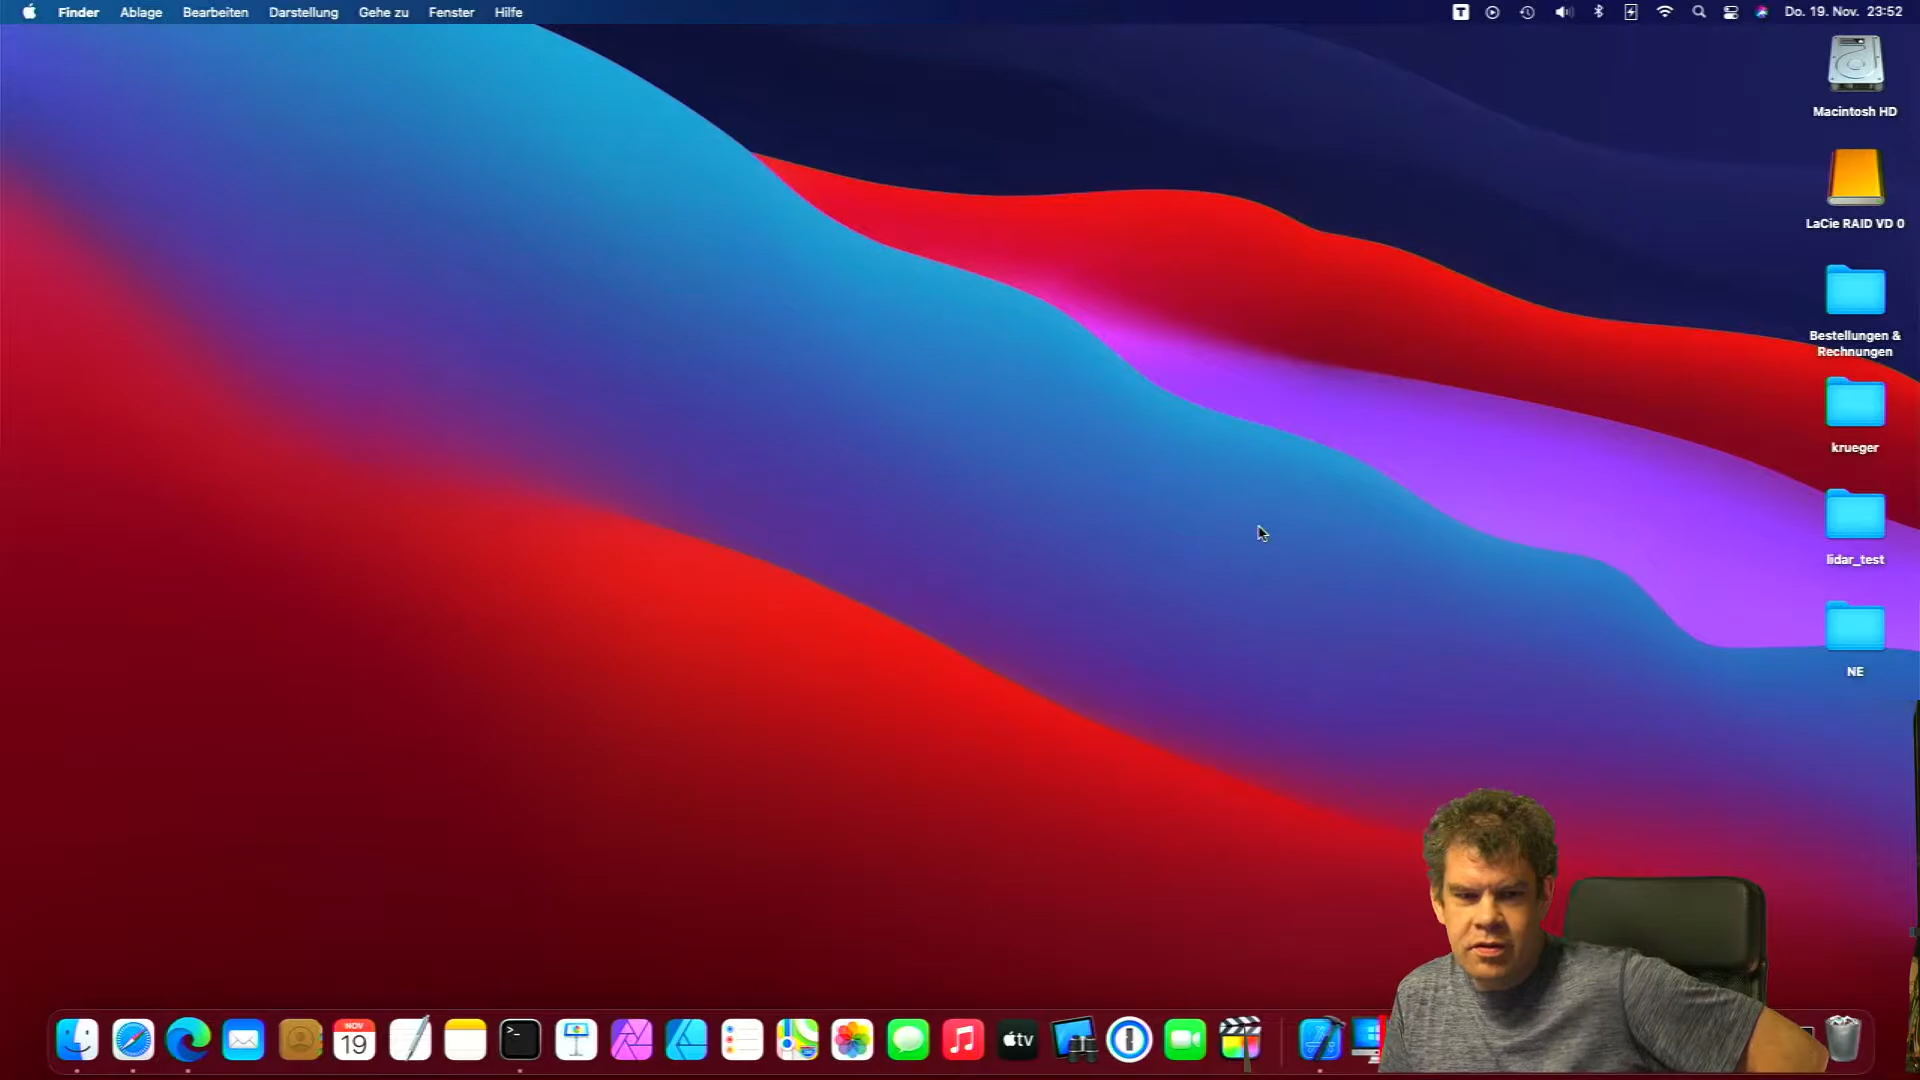 Finder Ablage Bearbeiten Darstellung Gehe zu Fenster Hilfe
T
Do. 19. Nov. 23:52
Macintosh HD
LaCie RAID VD 0
Bestellungen &
Rechnungen
krueger
lidar_test
NE
NOV
19
>_
tv